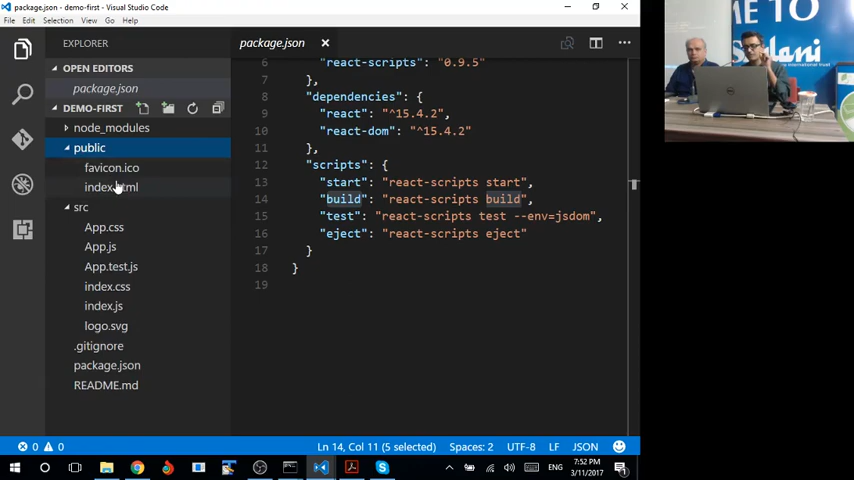 package.json - demo-first - Visual Studio Code
File Edit Selection View Go Help
EXPLORER
OPEN EDITORS
package.json
DEMO-FIRST
node_modules
public
favicon.ico
index.html
src
App.css
App.js
App.test.js
index.css
index.js
logo.svg
.gitignore
package.json
README.md
package.json
6 "react-scripts": "0.9.5"
7 },
8 "dependencies": {
9 "react": "^15.4.2",
10 "react-dom": "^15.4.2"
11 },
12 "scripts": {
13 "start": "react-scripts start",
14 "build": "react-scripts build",
15 "test": "react-scripts test --env=jsdom",
16 "eject": "react-scripts eject"
17 }
18 }
19
0 0
Ln 14, Col 11 (5 selected) Spaces: 2 UTF-8 LF JSON
ENG
7:52 PM
3/11/2017
ME TO
international trust
DELL